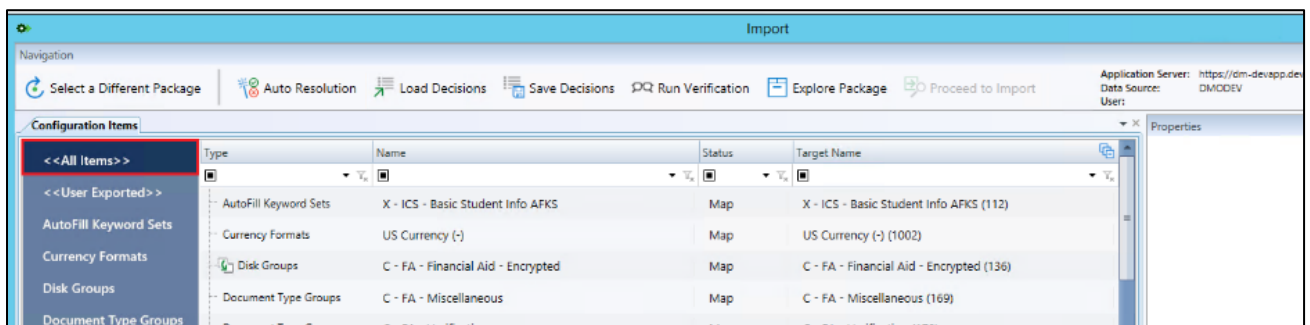 Import
Navigation
Select a Different Package Auto Resolution Load Decisions Save Decisions Run Verification Explore Package Proceed to Import
Application Server: https://dm-devapp.dev
Data Source: DMODEV
User:
Configuration Items
Properties
<<All Items>>
<<User Exported>>
AutoFill Keyword Sets
Currency Formats
Disk Groups
Document Type Groups
Type Name Status Target Name
AutoFill Keyword Sets X - ICS - Basic Student Info AFKS Map X - ICS - Basic Student Info AFKS (112)
Currency Formats US Currency (-) Map US Currency (-) (1002)
Disk Groups C - FA - Financial Aid - Encrypted Map C - FA - Financial Aid - Encrypted (136)
Document Type Groups C - FA - Miscellaneous Map C - FA - Miscellaneous (169)